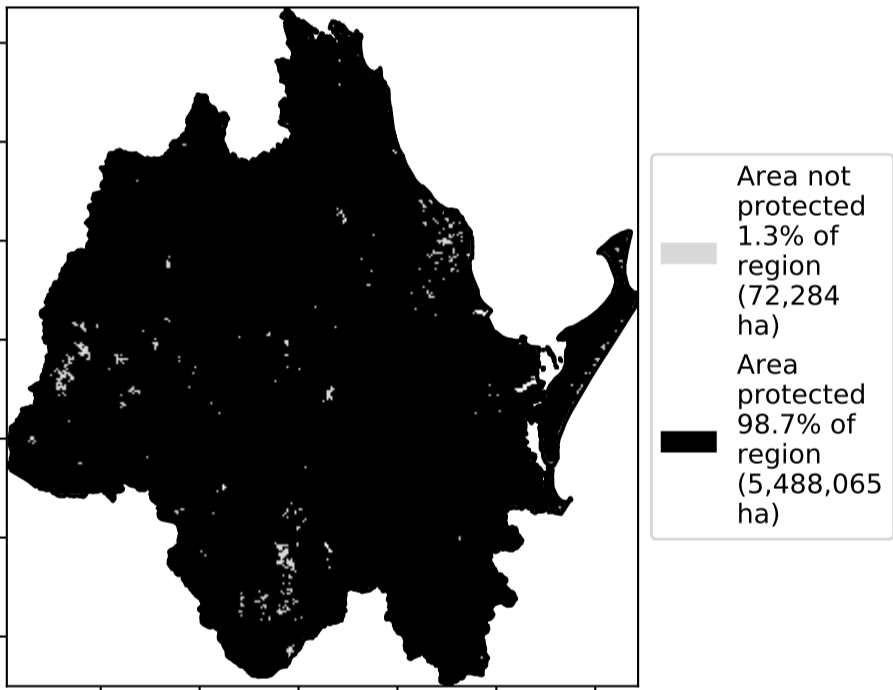 Area not
protected
1.3% of
region
(72,284
ha)
Area
protected
98.7% of
region
(5,488,065
ha)